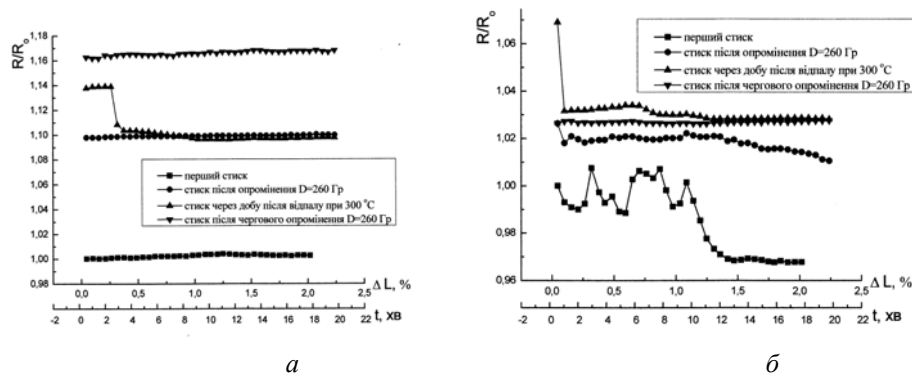 a
R/R₀
1,18
1,16
1,14
1,12
1,10
1,08
1,06
1,04
1,02
1,00
0,98
перший стиск
стиск після опромінення D=260 Гр
стиск через добу після відпалу при 300 °С
стиск після чергового опромінення D=260 Гр
0,0 0,5 1,0 1,5 2,0 2,5
Δ L, %
-2 0 2 4 6 8 10 12 14 16 18 20 22
t, хв
а
б
R/R₀
1,06
1,04
1,02
1,00
0,98
0,96
перший стиск
стиск після опромінення D=260 Гр
стиск через добу після відпалу при 300 °С
стиск після чергового опромінення D=260 Гр
0,0 0,5 1,0 1,5 2,0 2,5
Δ L, %
-2 0 2 4 6 8 10 12 14 16 18 20 22
t, хв
б